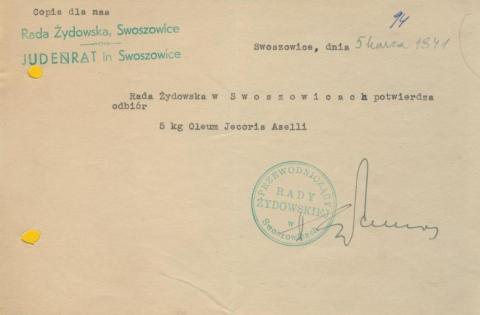 Copia dla nas
94
Rada Żydowska, Swoszowice
JUDENRAT in Swoszowice
Swoszowice, dnia 5 marca 1941
Rada Żydowska w Swoszowicach potwierdza
odbiór
5 kg Oleum Jecoris Aselli
PRZEWODNICZĄCY
RADY
ŻYDOWSKIEJ
w
Swoszowicach